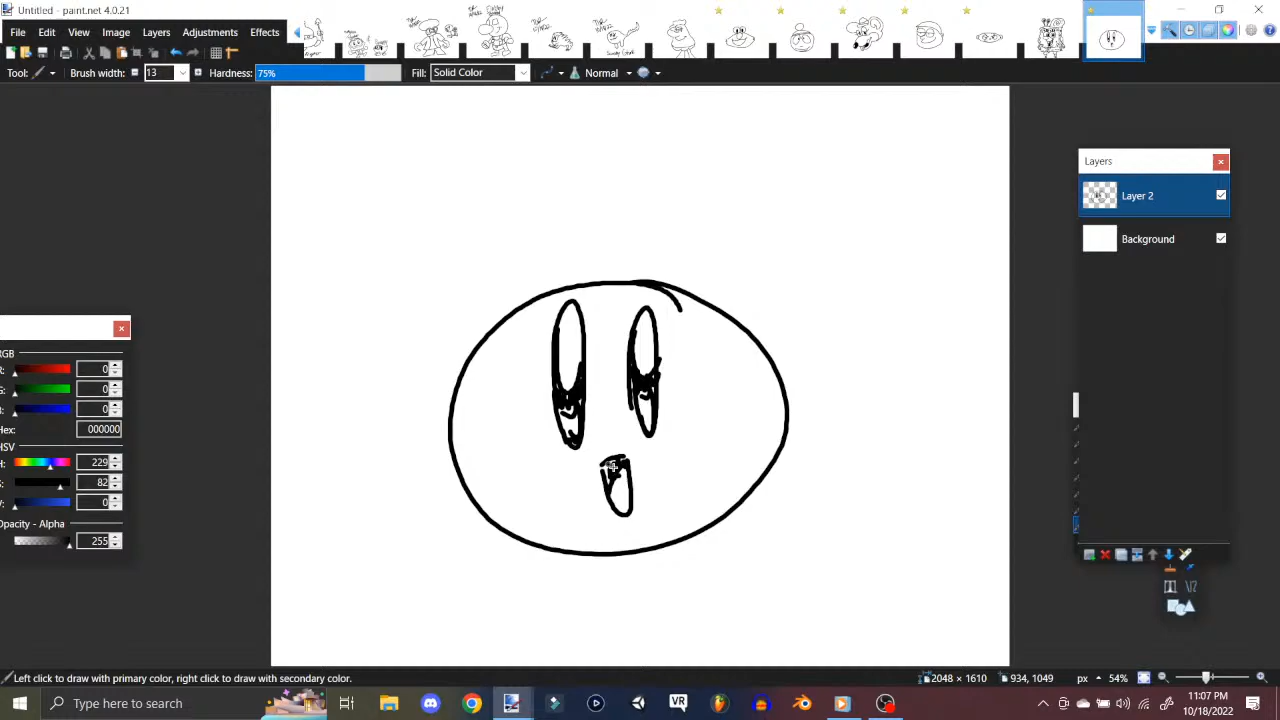 Untitled - paint.net 4.0.21
File Edit View Image Layers Adjustments Effects
Tool: Brush width: 13 Hardness: 75% Fill: Solid Color Normal
Layers
Layer 2
Background
RGB
R: 0
G: 0
B: 0
Hex: 000000
HSV
H: 229
S: 82
V: 0
Opacity - Alpha
255
Left click to draw with primary color, right click to draw with secondary color.
2048 × 1610
934, 1049
px
54%
Type here to search
VR
11:07 PM
10/18/2022